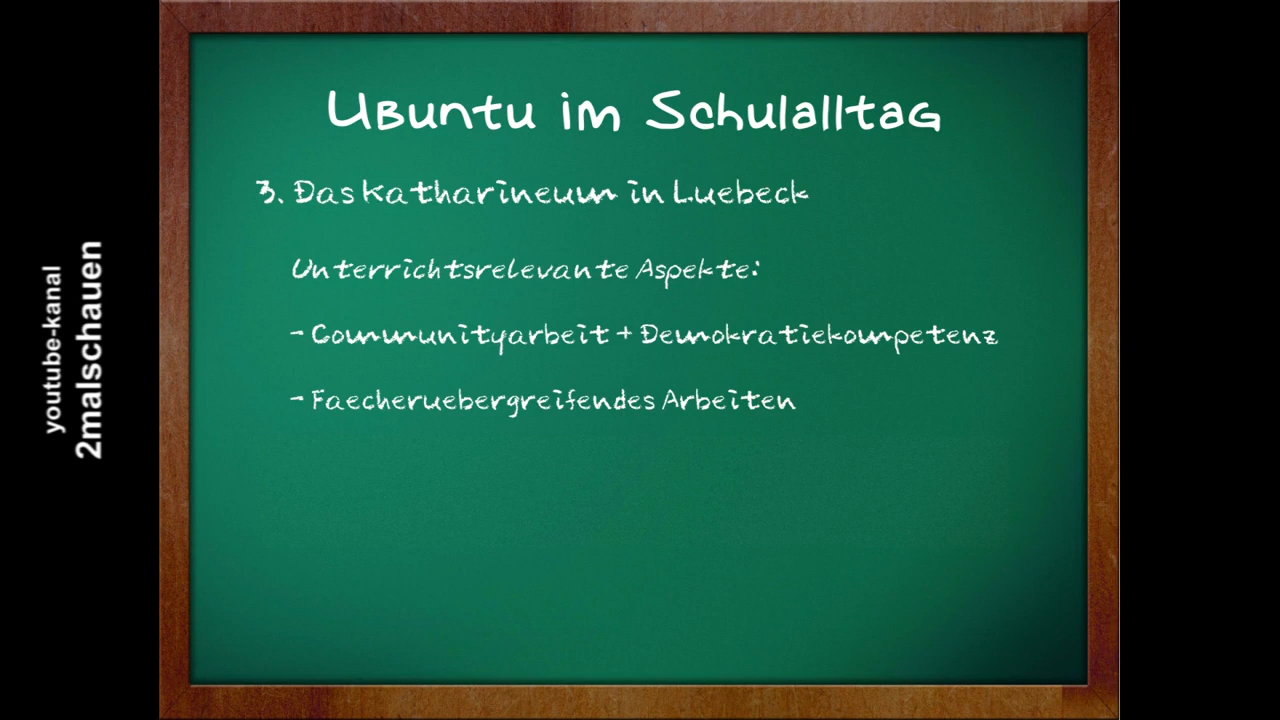 Ubuntu im Schulalltag
3. Das Katharineum in Luebeck
Unterrichtsrelevante Aspekte:
- Communityarbeit + Demokratiekompetenz
- Faecheruebergreifendes Arbeiten
youtube-kanal
2malschauen